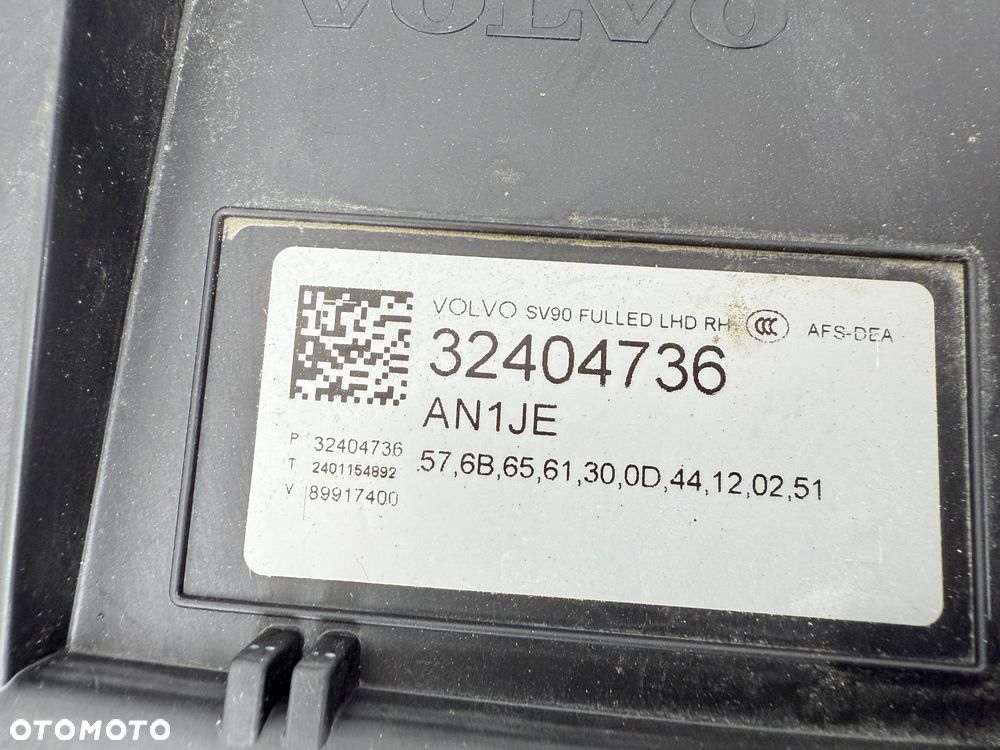 VOLVO
VOLVO SV90 FULLED LHD RH CCC AFS-DEA
32404736
AN1JE
P 32404736
T 2401154892
V 89917400
57,6B,65,61,30,0D,44,12,02,51
OTOMOTO